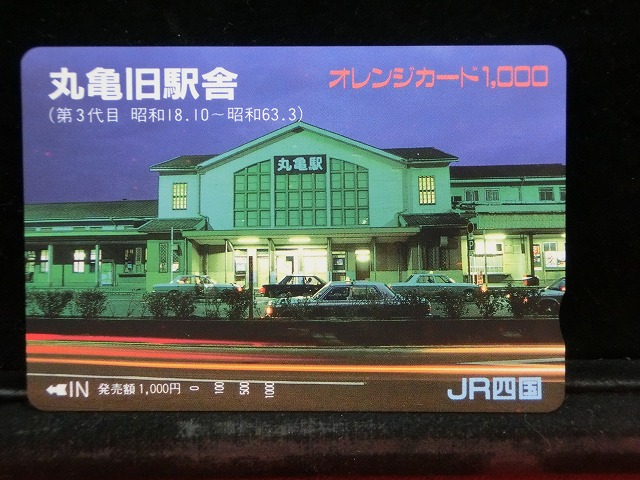 丸亀旧駅舎
オレンジカード1,000
(第3代目 昭和18.10～昭和63.3)
丸亀駅
IN 発売額1,000円 0 100 500 1000
JR四国